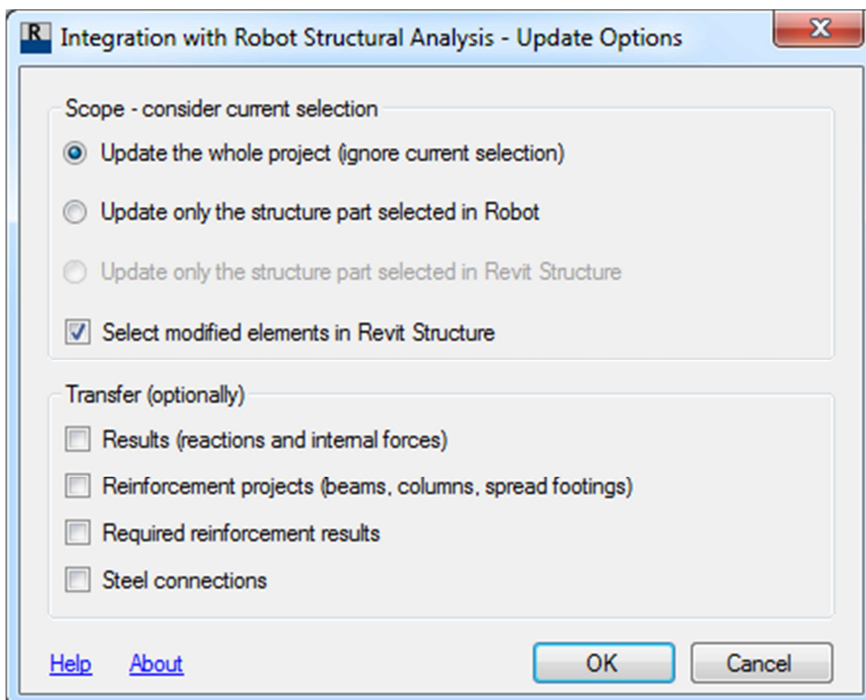 R Integration with Robot Structural Analysis - Update Options
Scope - consider current selection
Update the whole project (ignore current selection)
Update only the structure part selected in Robot
Update only the structure part selected in Revit Structure
Select modified elements in Revit Structure
Transfer (optionally)
Results (reactions and internal forces)
Reinforcement projects (beams, columns, spread footings)
Required reinforcement results
Steel connections
Help About OK Cancel